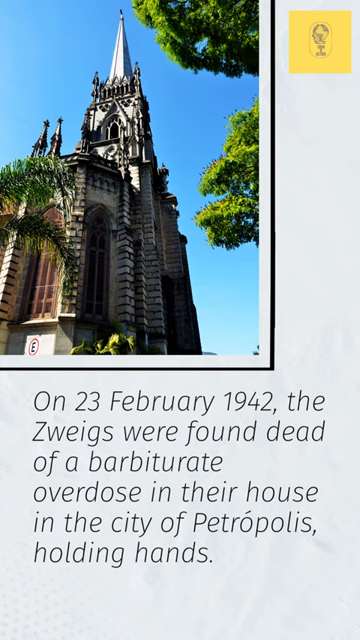 E
On 23 February 1942, the
Zweigs were found dead
of a barbiturate
overdose in their house
in the city of Petrópolis,
holding hands.